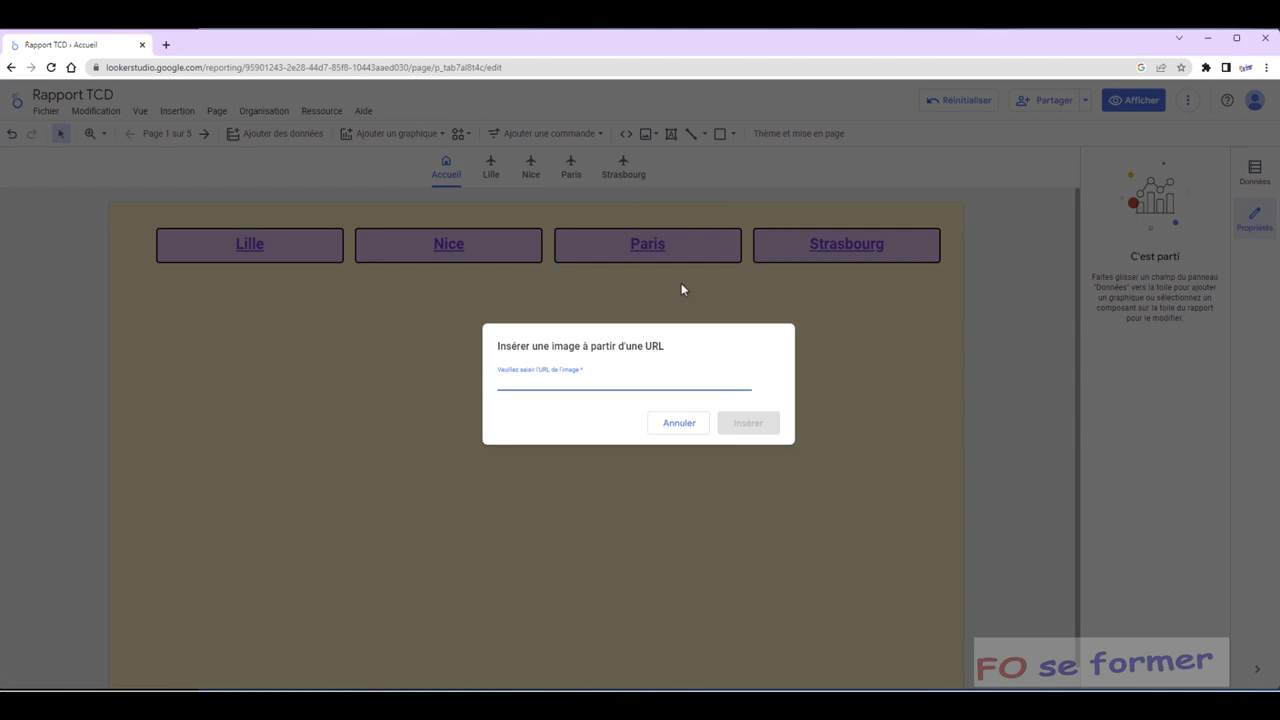 Rapport TCD › Accueil
lookerstudio.google.com/reporting/95901243-2e28-44d7-85f8-10443aaed030/page/p_tab7al8t4c/edit
Rapport TCD
Fichier Modification Vue Insertion Page Organisation Ressource Aide
Réinitialiser Partager Afficher
Page 1 sur 5 Ajouter des données Ajouter un graphique Ajouter une commande Thème et mise en page
Accueil Lille Nice Paris Strasbourg
Données
Propriétés
Lille Nice Paris Strasbourg
C'est parti
Faites glisser un champ du panneau
"Données" vers la toile pour ajouter
un graphique ou sélectionnez un
composant sur la toile du rapport
pour le modifier.
Insérer une image à partir d'une URL
Veuillez saisir l'URL de l'image *
Annuler Insérer
FO se former